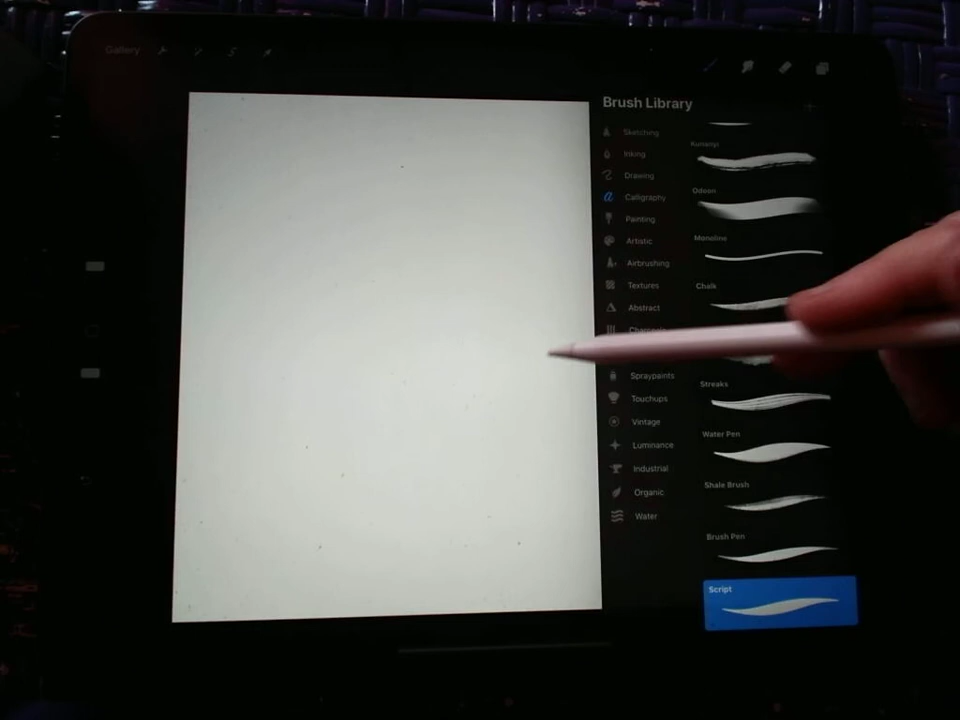 Gallery
Brush Library
Sketching
Inking
Drawing
Calligraphy
Painting
Artistic
Airbrushing
Textures
Abstract
Spraypaints
Touchups
Vintage
Luminance
Industrial
Organic
Water
Odeon
Monoline
Chalk
Streaks
Water Pen
Shale Brush
Brush Pen
Script